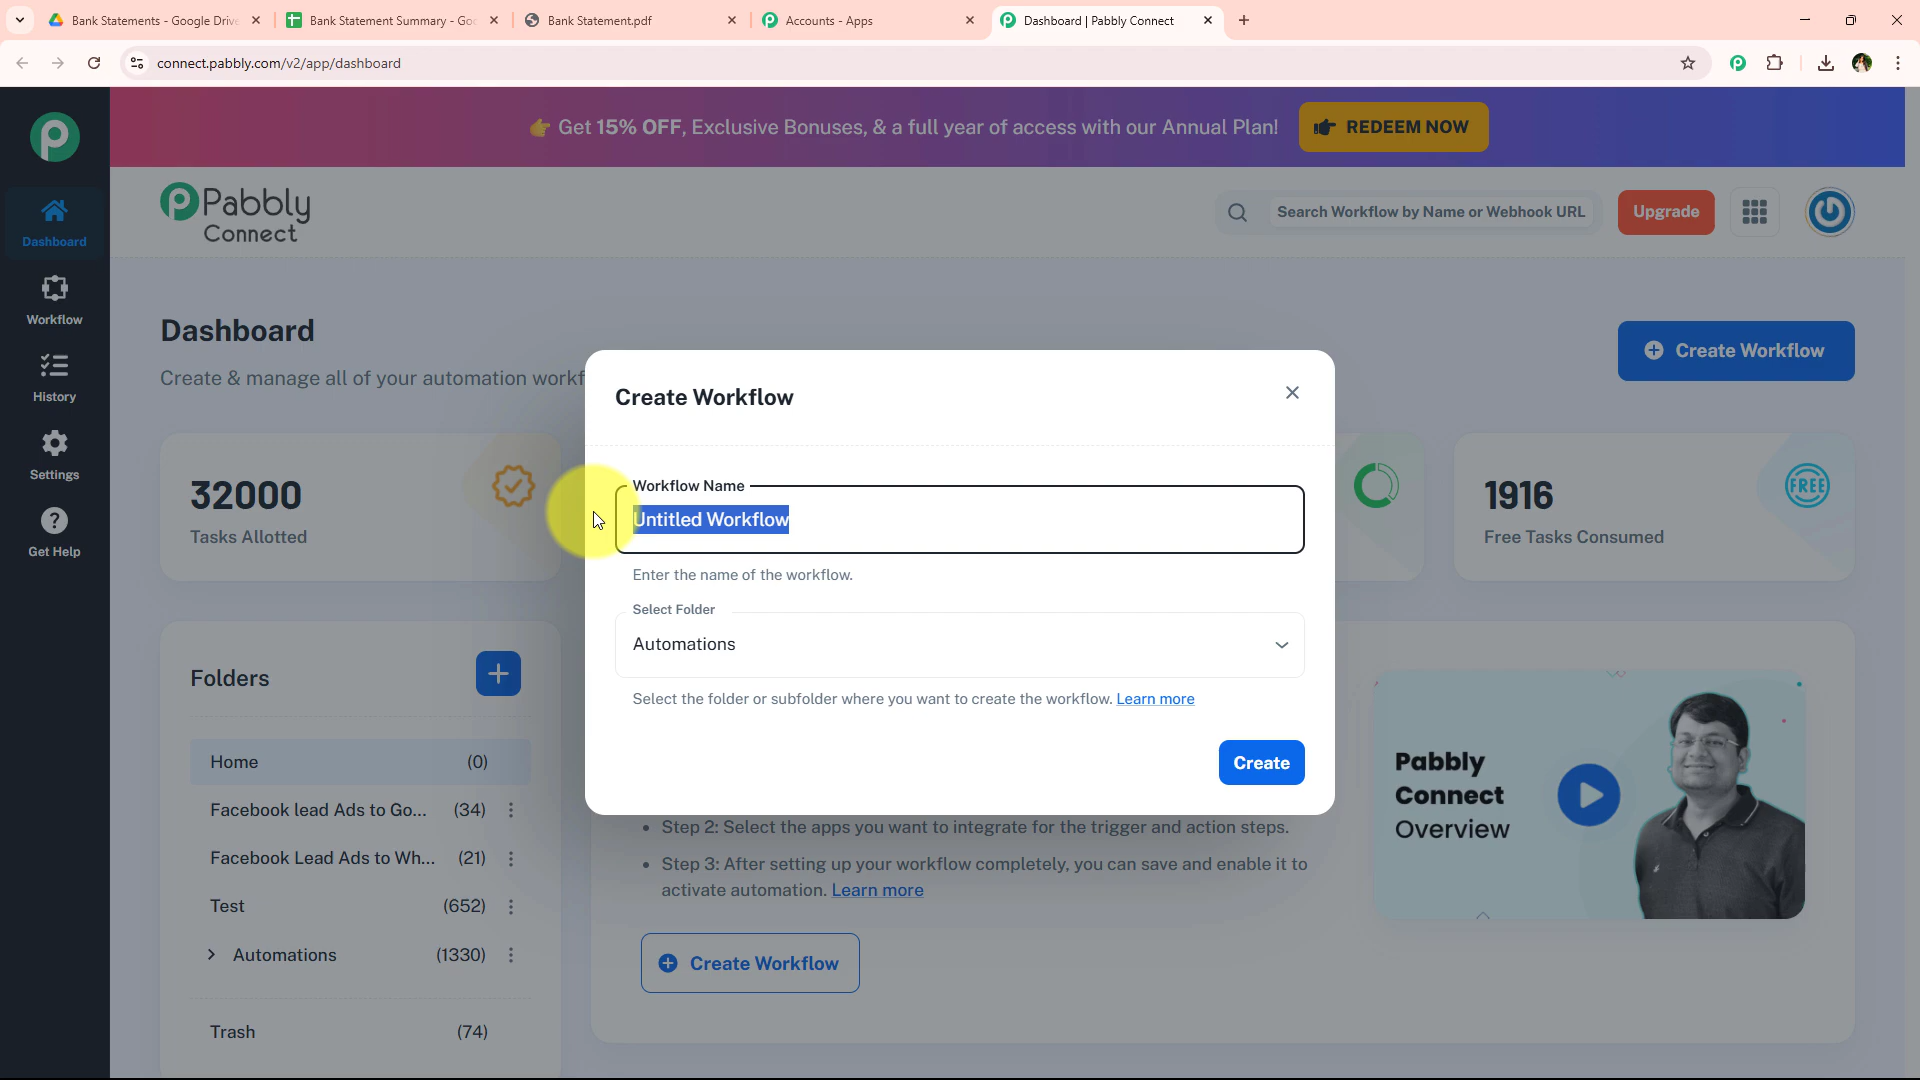 Bank Statements - Google Drive
Bank Statement Summary - Goo
Bank Statement.pdf
Accounts - Apps
Dashboard | Pabbly Connect
connect.pabbly.com/v2/app/dashboard
👉 Get 15% OFF, Exclusive Bonuses, & a full year of access with our Annual Plan!
REDEEM NOW
Pabbly
Connect
Search Workflow by Name or Webhook URL
Upgrade
Dashboard
Workflow
History
Settings
Get Help
Dashboard
Create & manage all of your automation workf
Create Workflow
32000
Tasks Allotted
1916
Free Tasks Consumed
FREE
Create Workflow
Workflow Name
Untitled Workflow
Enter the name of the workflow.
Select Folder
Automations
Select the folder or subfolder where you want to create the workflow. Learn more
Create
Folders
Home (0)
Facebook lead Ads to Go... (34)
Facebook Lead Ads to Wh... (21)
Test (652)
Automations (1330)
Trash (74)
• Step 2: Select the apps you want to integrate for the trigger and action steps.
• Step 3: After setting up your workflow completely, you can save and enable it to
activate automation. Learn more
Create Workflow
Pabbly
Connect
Overview